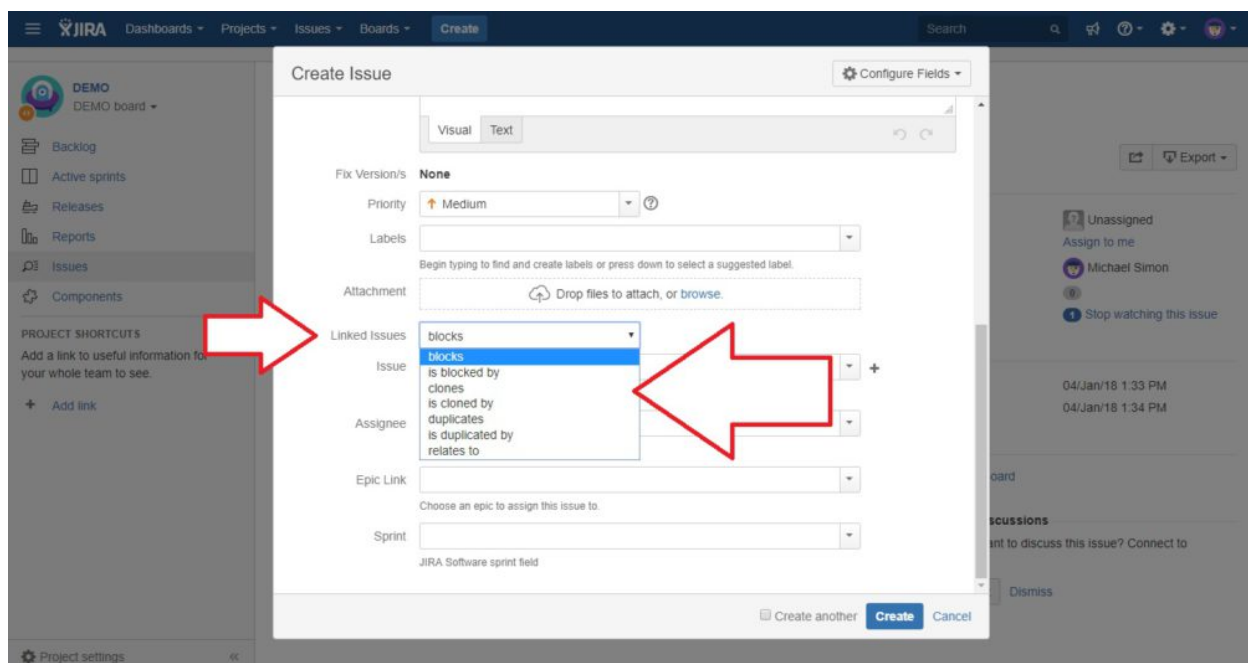 JIRA Dashboards Projects Issues Boards Create Search
DEMO
DEMO board
Backlog
Active sprints
Releases
Reports
Issues
Components
PROJECT SHORTCUTS
Add a link to useful information for
your whole team to see.
+ Add link
Project settings
Create Issue
Configure Fields
Visual Text
Fix Version/s None
Priority Medium
Labels
Begin typing to find and create labels or press down to select a suggested label.
Attachment Drop files to attach, or browse.
Linked Issues blocks
blocks
Issue
is blocked by
clones
is cloned by
duplicates
Assignee
is duplicated by
relates to
Epic Link
Choose an epic to assign this issue to.
Sprint
JIRA Software sprint field
Create another Create Cancel
Export
Unassigned
Assign to me
Michael Simon
0
1 Stop watching this issue
04/Jan/18 1:33 PM
04/Jan/18 1:34 PM
oard
scussions
ant to discuss this issue? Connect to
Dismiss